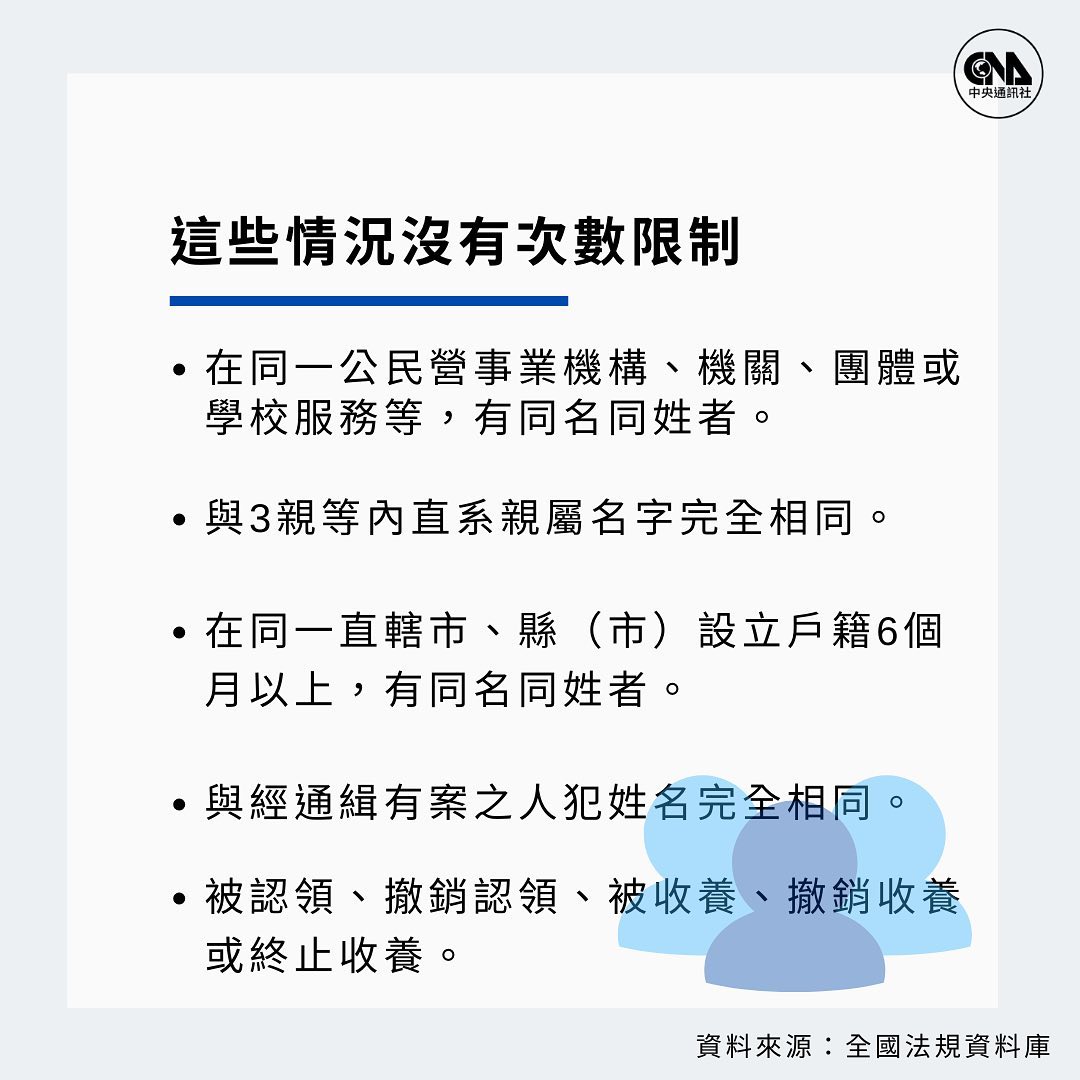 CNA
中央通訊社
這些情況沒有次數限制
• 在同一公民營事業機構、機關、團體或
學校服務等，有同名同姓者。
• 與3親等內直系親屬名字完全相同。
• 在同一直轄市、縣（市）設立戶籍6個
月以上，有同名同姓者。
• 與經通緝有案之人犯姓名完全相同。
• 被認領、撤銷認領、被收養、撤銷收養
或終止收養。
資料來源：全國法規資料庫